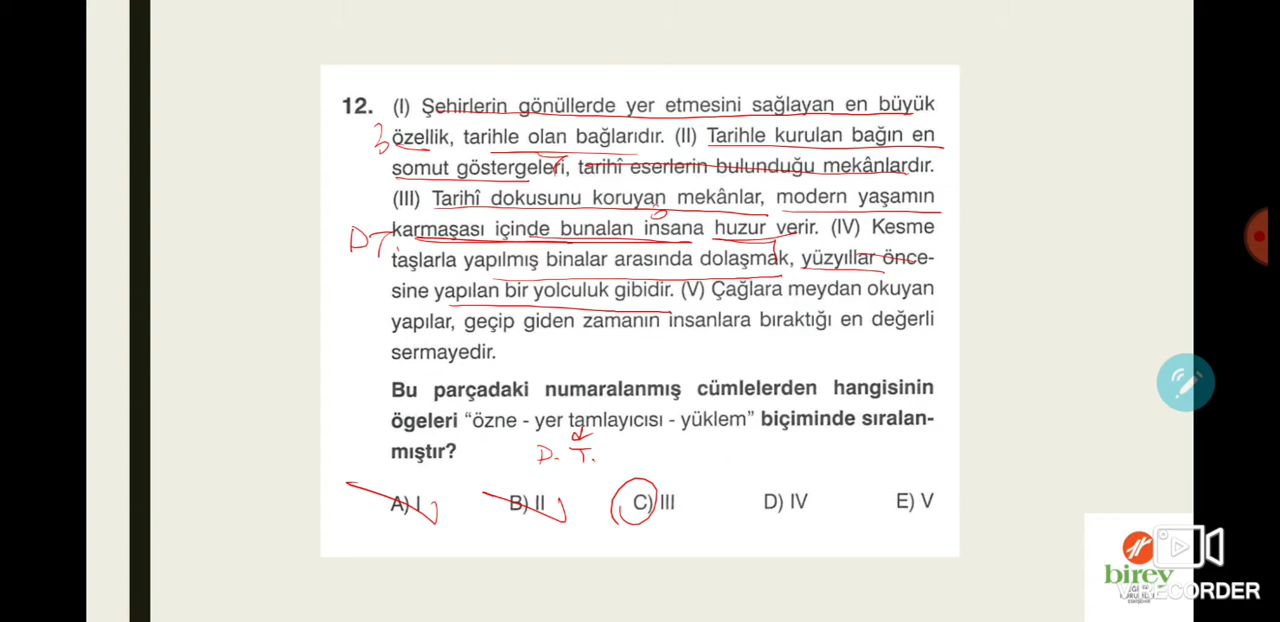 12. (I) Şehirlerin gönüllerde yer etmesini sağlayan en büyük
özellik, tarihle olan bağlarıdır. (II) Tarihle kurulan bağın en
somut göstergeleri, tarihî eserlerin bulunduğu mekânlardır.
(III) Tarihî dokusunu koruyan mekânlar, modern yaşamın
karmaşası içinde bunalan insana huzur verir. (IV) Kesme
taşlarla yapılmış binalar arasında dolaşmak, yüzyıllar önce-
sine yapılan bir yolculuk gibidir. (V) Çağlara meydan okuyan
yapılar, geçip giden zamanın insanlara bıraktığı en değerli
sermayedir.
Bu parçadaki numaralanmış cümlelerden hangisinin
ögeleri “özne - yer tamlayıcısı - yüklem” biçiminde sıralan-
mıştır?
D. T.
A) I B) II C) III D) IV E) V
DT
birey
V RECORDER